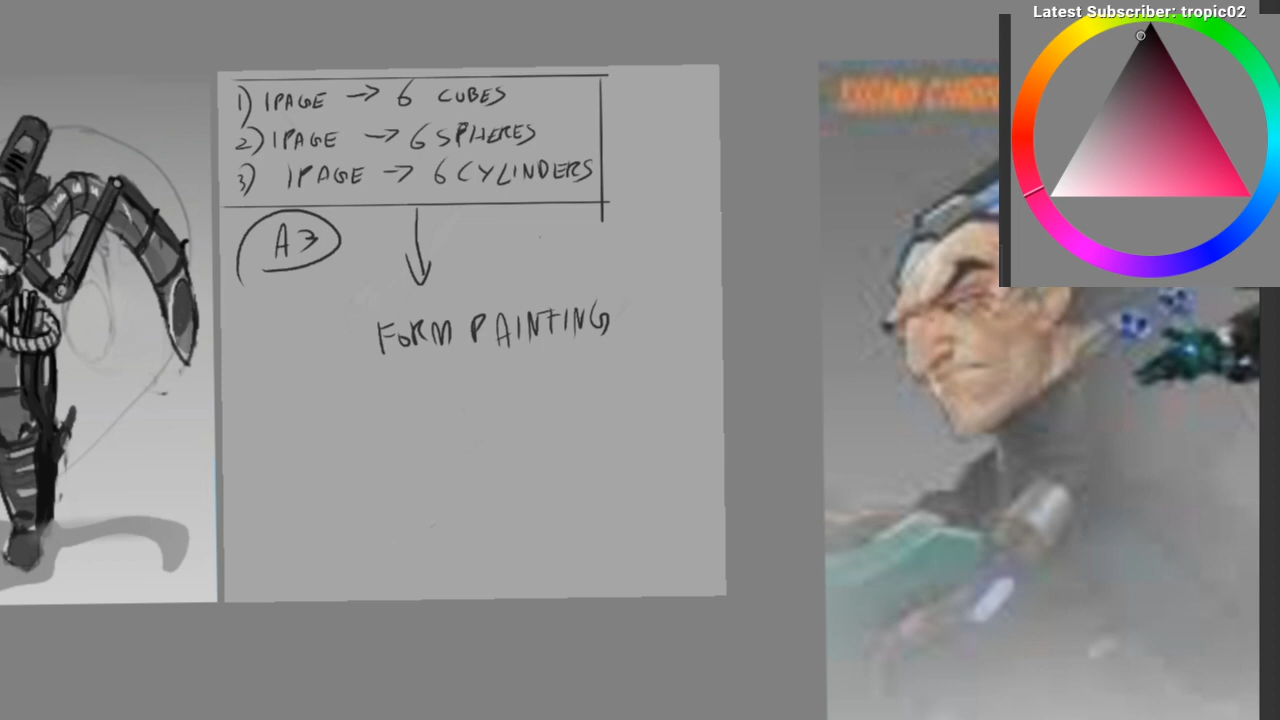 Latest Subscriber: tropic02
1) 1PAGE → 6 CUBES
2) 1PAGE → 6 SPHERES
3) 1PAGE → 6 CYLINDERS
A3
FORM PAINTING